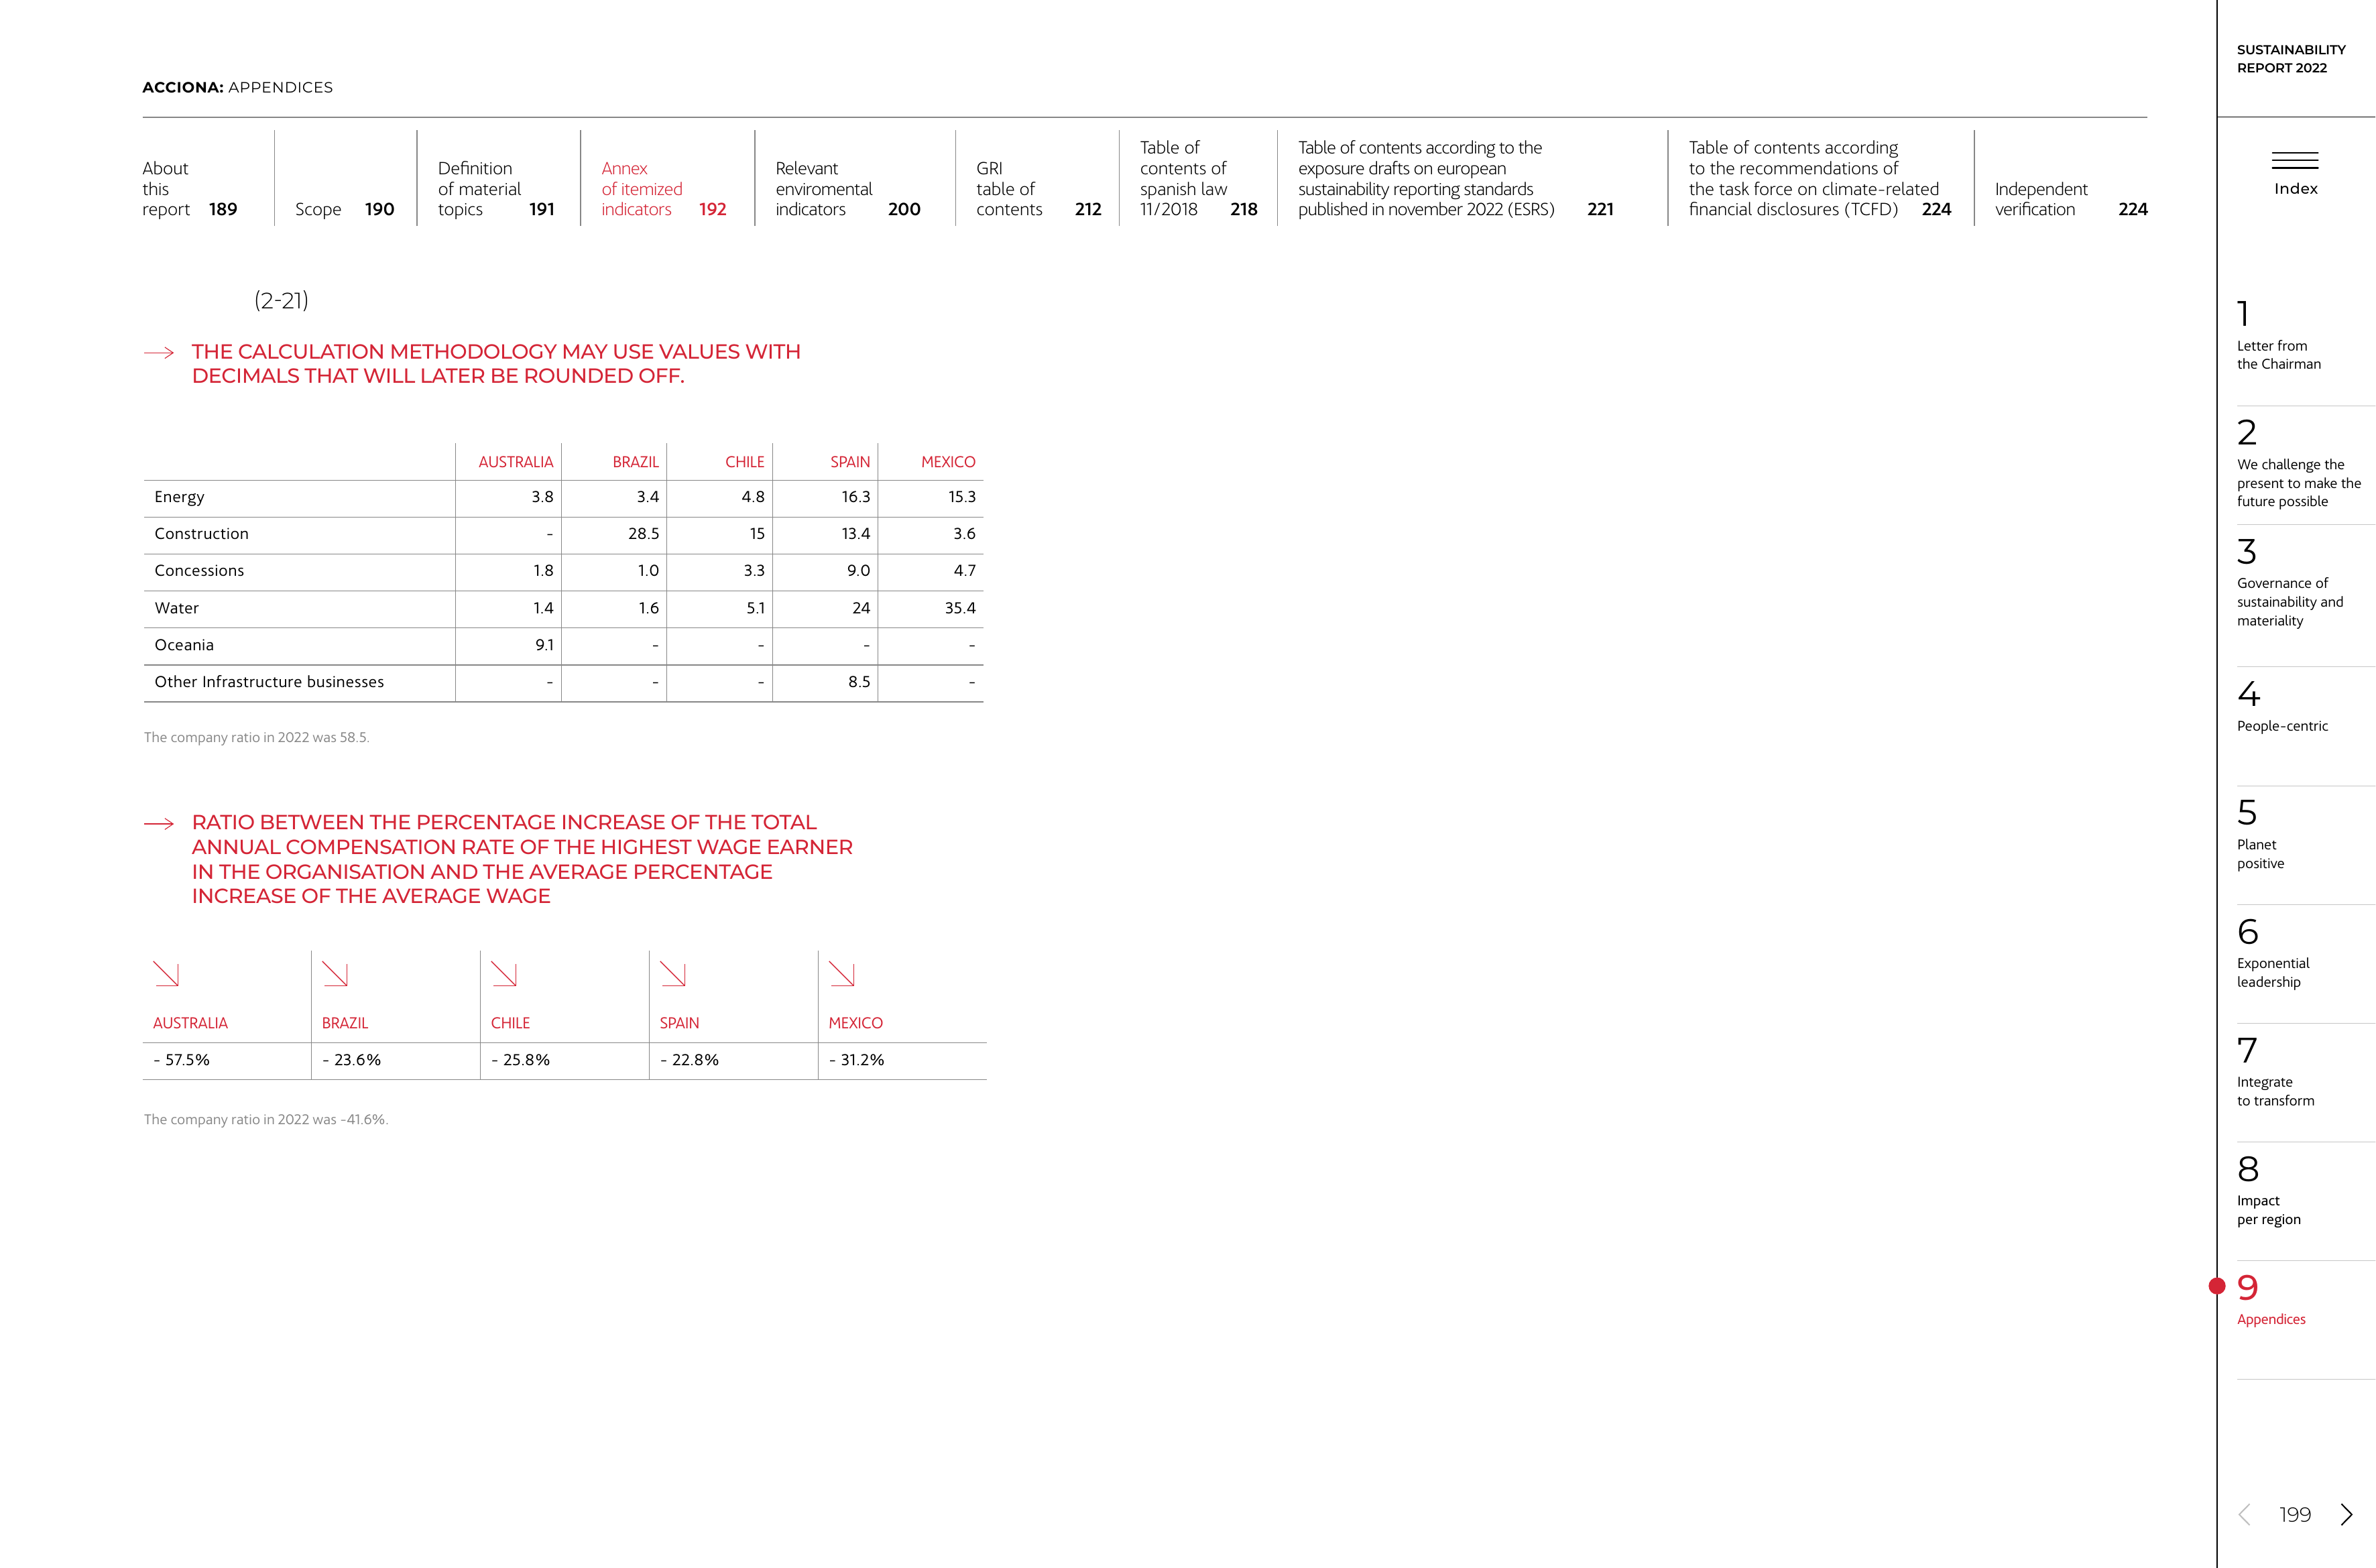 ACCIONA: APPENDICES
About
this
report 189
Scope 190
Definition
of material
topics 191
Annex
of itemized
indicators 192
Relevant
enviromental
indicators 200
GRI
table of
contents 212
Table of
contents of
spanish law
11/2018 218
Table of contents according to the
exposure drafts on european
sustainability reporting standards
published in november 2022 (ESRS) 221
Table of contents according
to the recommendations of
the task force on climate-related
financial disclosures (TCFD) 224
Independent
verification 224
(2-21)
THE CALCULATION METHODOLOGY MAY USE VALUES WITH
DECIMALS THAT WILL LATER BE ROUNDED OFF.
AUSTRALIA BRAZIL CHILE SPAIN MEXICO
Energy 3.8 3.4 4.8 16.3 15.3
Construction - 28.5 15 13.4 3.6
Concessions 1.8 1.0 3.3 9.0 4.7
Water 1.4 1.6 5.1 24 35.4
Oceania 9.1 - - - -
Other Infrastructure businesses - - - 8.5 -
The company ratio in 2022 was 58.5.
RATIO BETWEEN THE PERCENTAGE INCREASE OF THE TOTAL
ANNUAL COMPENSATION RATE OF THE HIGHEST WAGE EARNER
IN THE ORGANISATION AND THE AVERAGE PERCENTAGE
INCREASE OF THE AVERAGE WAGE
AUSTRALIA BRAZIL CHILE SPAIN MEXICO
- 57.5% - 23.6% - 25.8% - 22.8% - 31.2%
The company ratio in 2022 was -41.6%.
SUSTAINABILITY
REPORT 2022
Index
1
Letter from
the Chairman
2
We challenge the
present to make the
future possible
3
Governance of
sustainability and
materiality
4
People-centric
5
Planet
positive
6
Exponential
leadership
7
Integrate
to transform
8
Impact
per region
9
Appendices
199